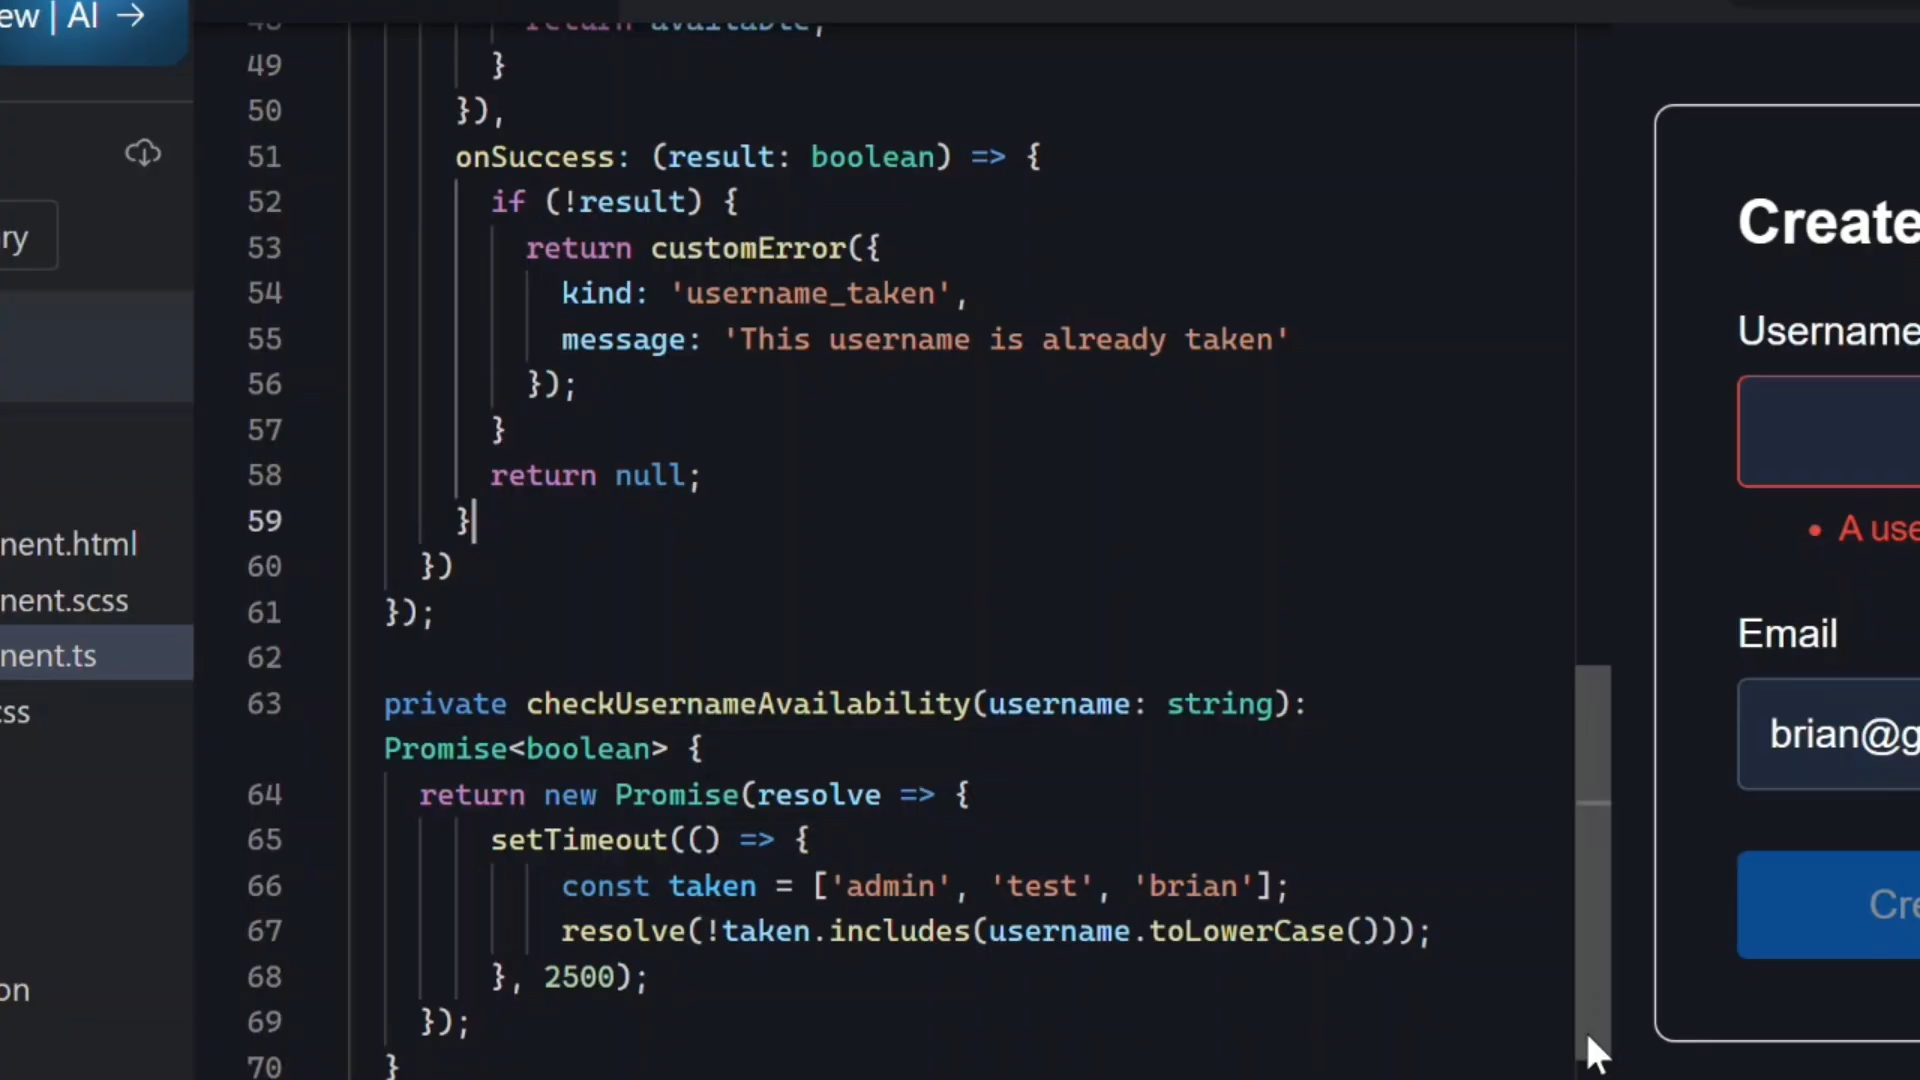 ew | AI →
ry
nent.html
nent.scss
nent.ts
ss
on
48 return available;
49 }
50 }),
51 onSuccess: (result: boolean) => {
52 if (!result) {
53 return customError({
54 kind: 'username_taken',
55 message: 'This username is already taken'
56 });
57 }
58 return null;
59 }
60 })
61 });
62
63 private checkUsernameAvailability(username: string):
Promise<boolean> {
64 return new Promise(resolve => {
65 setTimeout(() => {
66 const taken = ['admin', 'test', 'brian'];
67 resolve(!taken.includes(username.toLowerCase()));
68 }, 2500);
69 });
70 }
Create
Username
• A use
Email
brian@g
Cre